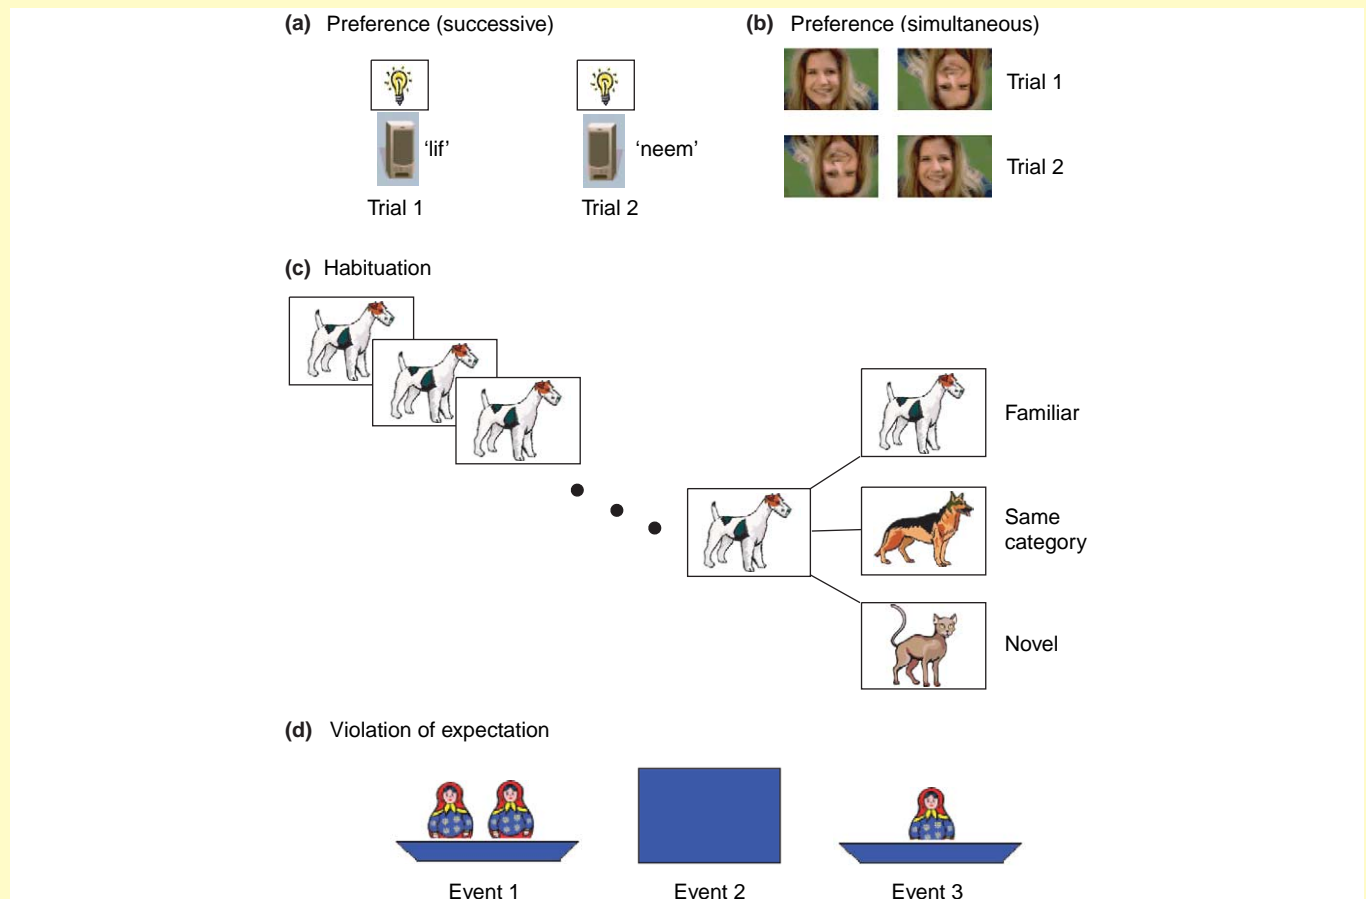 (a) Preference (successive)
(b) Preference (simultaneous)
'lif'
'neem'
Trial 1
Trial 2
Trial 1
Trial 2
(c) Habituation
Familiar
Same
category
Novel
(d) Violation of expectation
Event 1
Event 2
Event 3